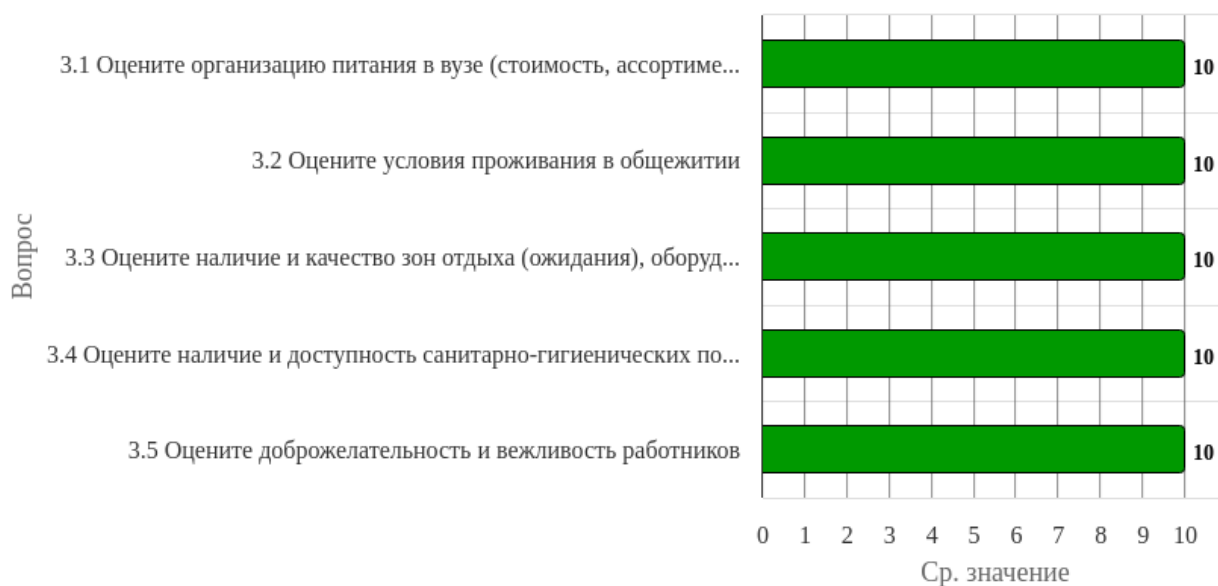 3.1 Оцените организацию питания в вузе (стоимость, ассортиме...
10
3.2 Оцените условия проживания в общежитии
10
3.3 Оцените наличие и качество зон отдыха (ожидания), оборуд...
10
3.4 Оцените наличие и доступность санитарно-гигиенических по...
10
3.5 Оцените доброжелательность и вежливость работников
10
Вопрос
0 1 2 3 4 5 6 7 8 9 10
Ср. значение